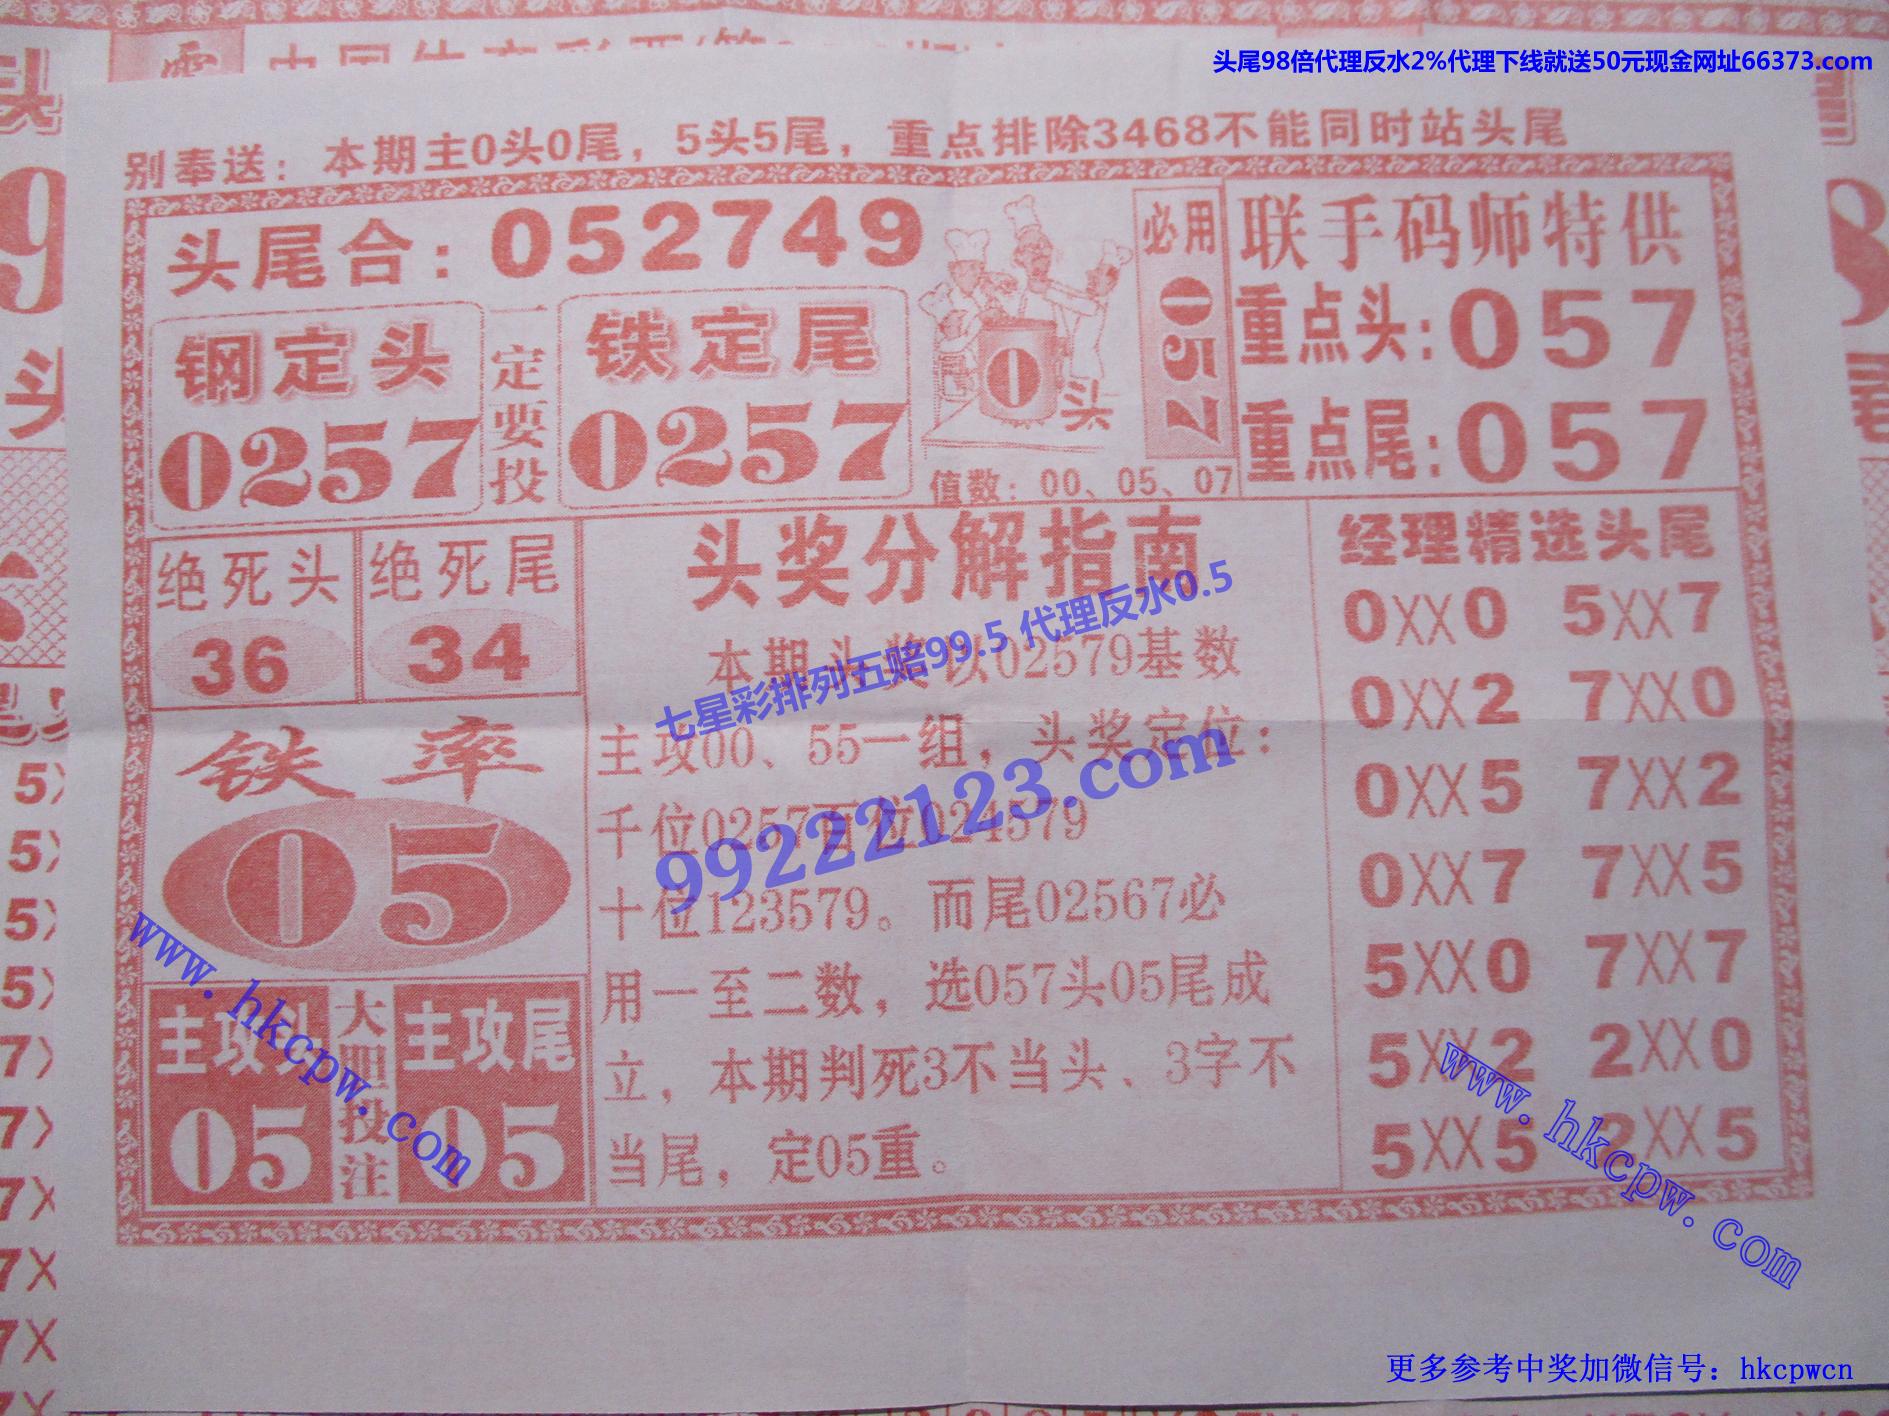 头尾98倍代理反水2%代理下线就送50元现金网址66373.com
别奉送：本期主0头0尾，5头5尾，重点排除3468不能同时站头尾
头尾合：052749
钢定头
0257
一定要投
铁定尾
0257
0头
值数：00、05、07
必用
057
联手码师特供
重点头：057
重点尾：057
绝死头
36
绝死尾
34
铁率
05
主攻头
05
大胆投注
主攻尾
05
头奖分解指南
本期头奖以02579基数
主攻00、55一组，头奖定位：
千位0257百位024579
十位123579。而尾02567必
用一至二数，选057头05尾成
立，本期判死3不当头、3字不
当尾，定05重。
经理精选头尾
0XX0 5XX7
0XX2 7XX0
0XX5 7XX2
0XX7 7XX5
5XX0 7XX7
5XX2 2XX0
5XX5 2XX5
七星彩排列五赔99.5 代理反水0.5
99222123.com
www.hkcpw.com
www.hkcpw.com
更多参考中奖加微信号：hkcpwcn